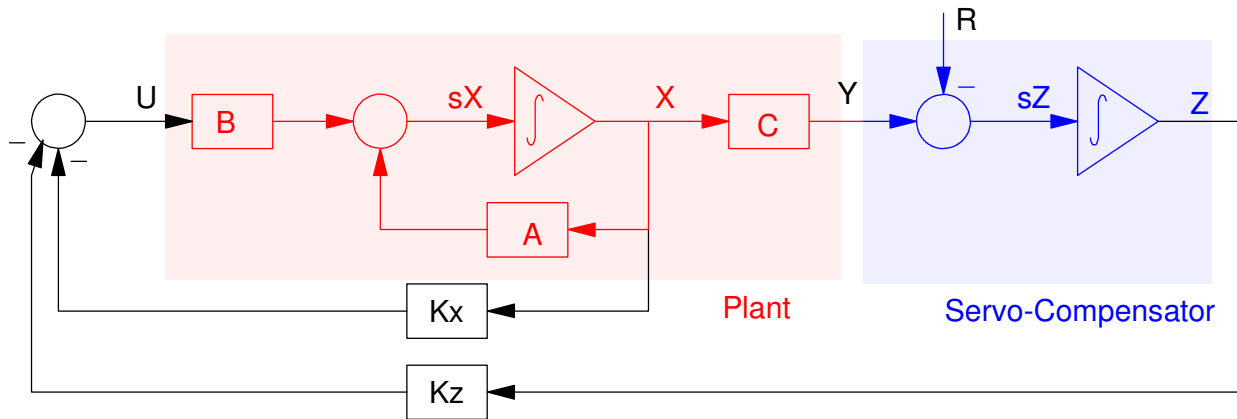 R
U
sX
X
Y
sZ
Z
B
∫
C
∫
A
Kx
Plant
Servo-Compensator
Kz